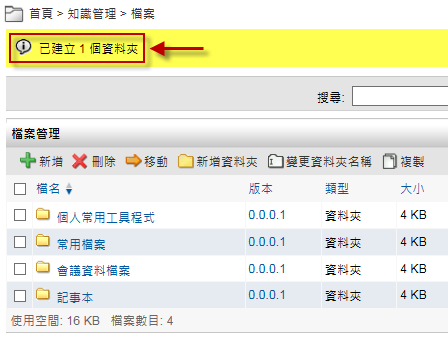 首頁 > 知識管理 > 檔案
已建立 1 個資料夾
搜尋:
檔案管理
新增 刪除 移動 新增資料夾 變更資料夾名稱 複製
檔名 版本 類型 大小
個人常用工具程式 0.0.0.1 資料夾 4 KB
常用檔案 0.0.0.1 資料夾 4 KB
會議資料檔案 0.0.0.1 資料夾 4 KB
記事本 0.0.0.1 資料夾 4 KB
使用空間: 16 KB 檔案數目: 4